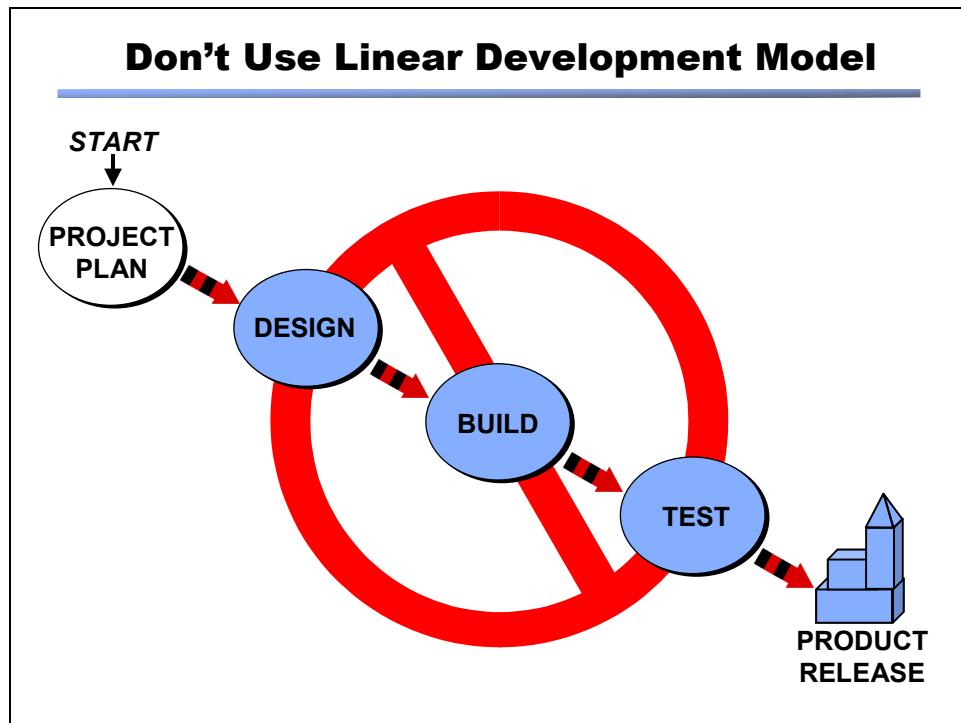 Don’t Use Linear Development Model
START
PROJECT
PLAN
DESIGN
BUILD
TEST
PRODUCT
RELEASE